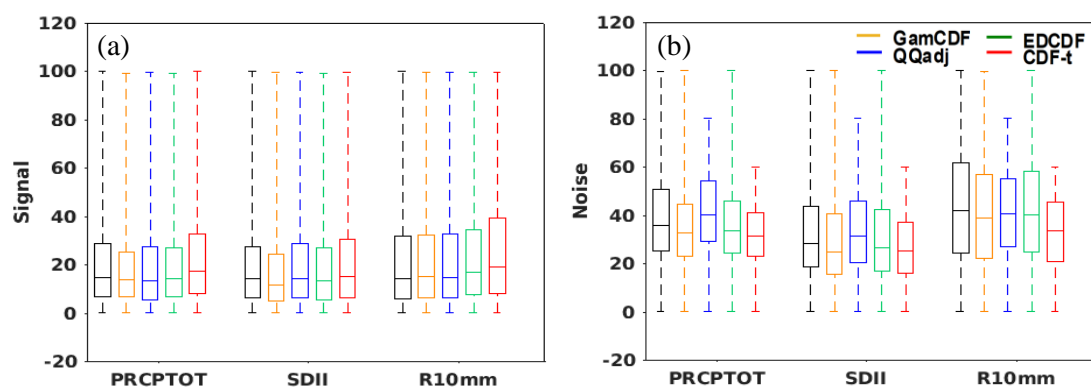 (a)
Signal
120
100
80
60
40
20
0
-20
PRCPTOT SDII R10mm
(b)
GamCDF EDCDF
QQadj CDF-t
Noise
120
100
80
60
40
20
0
-20
PRCPTOT SDII R10mm